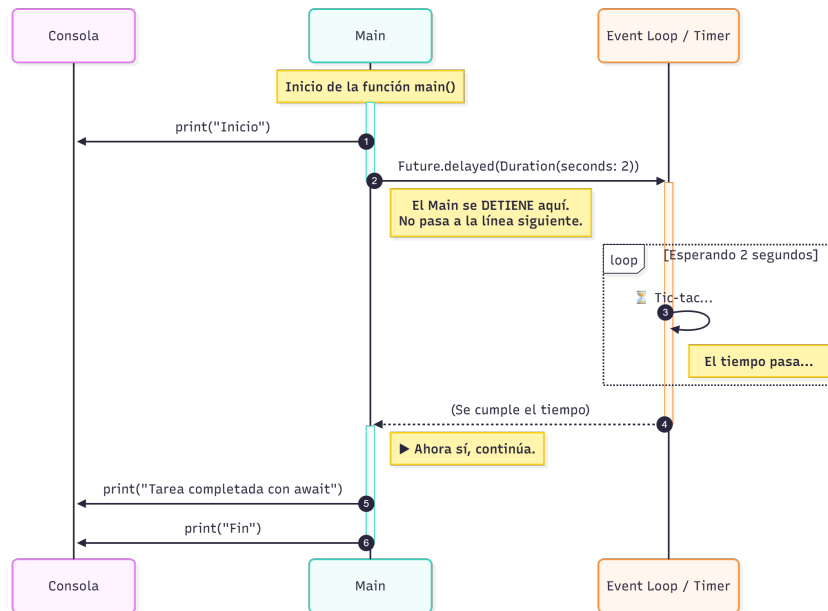 Consola
Main
Event Loop / Timer
Inicio de la función main()
print("Inicio")
1
Future.delayed(Duration(seconds: 2))
2
El Main se DETIENE aquí.
No pasa a la línea siguiente.
loop
[Esperando 2 segundos]
⏳ Tic-tac...
3
El tiempo pasa...
(Se cumple el tiempo)
4
▶ Ahora sí, continúa.
print("Tarea completada con await")
5
print("Fin")
6
Consola
Main
Event Loop / Timer